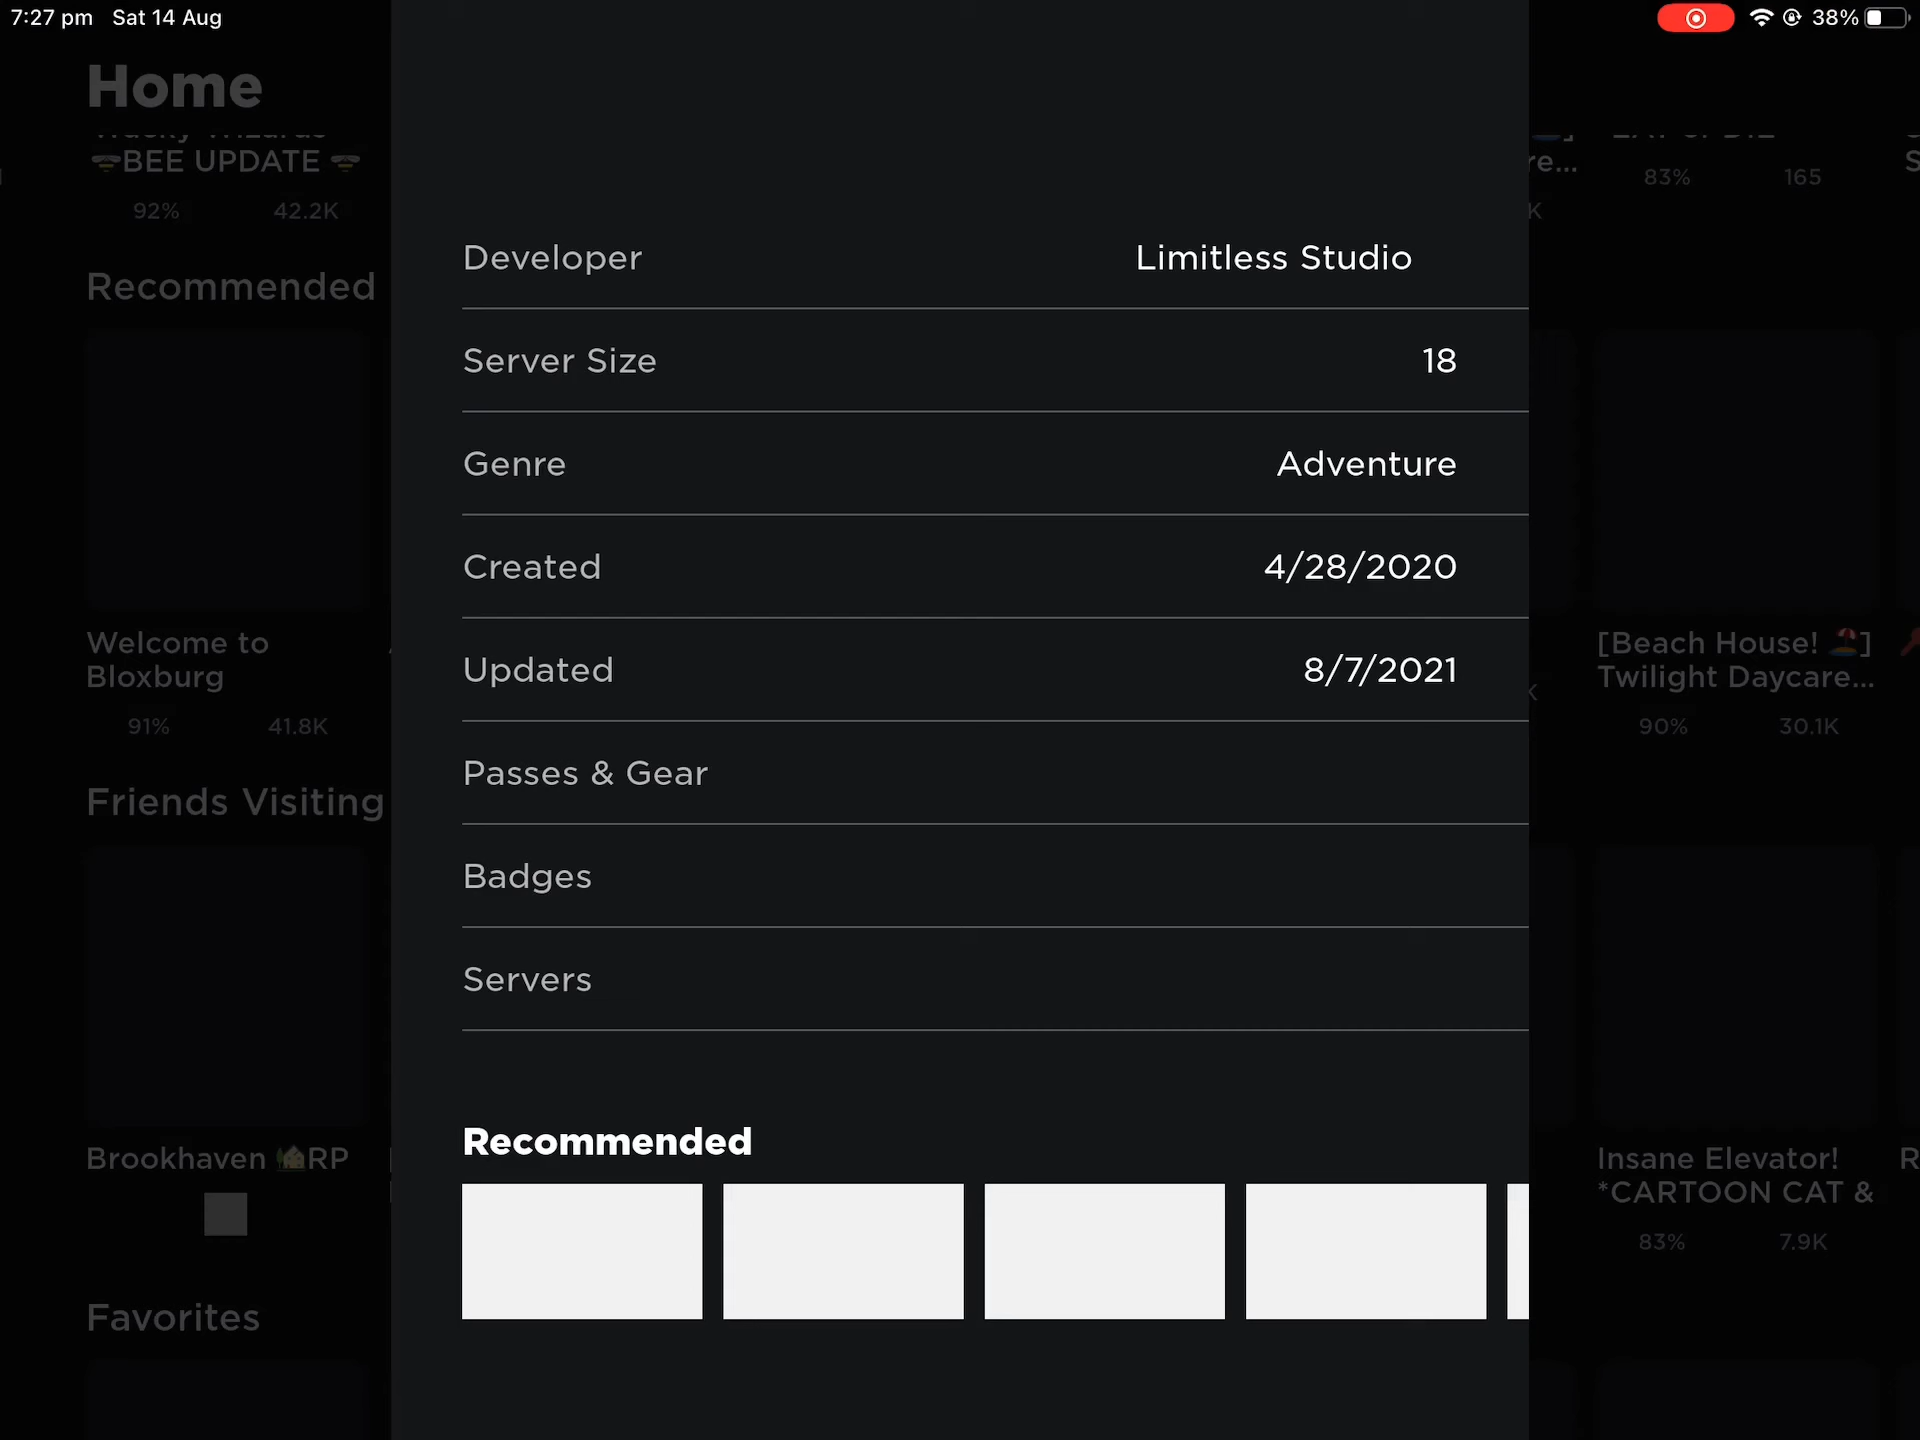 7:27 pm Sat 14 Aug
38%
Home
BEE UPDATE
92% 42.2K
83% 165
Recommended
Welcome to
Bloxburg
91% 41.8K
Friends Visiting
Brookhaven RP
Favorites
Developer Limitless Studio
Server Size 18
Genre Adventure
Created 4/28/2020
Updated 8/7/2021
Passes & Gear
Badges
Servers
Recommended
re...
K
[Beach House! ]
Twilight Daycare...
90% 30.1K
K
Insane Elevator!
*CARTOON CAT &
83% 7.9K